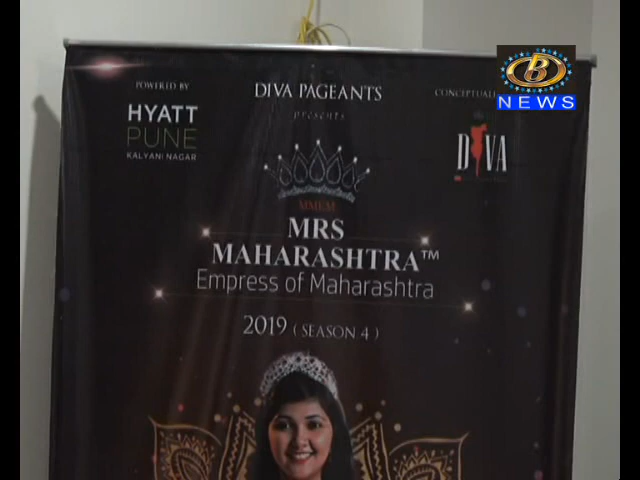 POWERED BY
HYATT
PUNE
KALYANI NAGAR
DIVA PAGEANTS
presents
DIVA
B
NEWS
MMEM
MRS
MAHARASHTRA™
Empress of Maharashtra
2019 ( SEASON 4 )